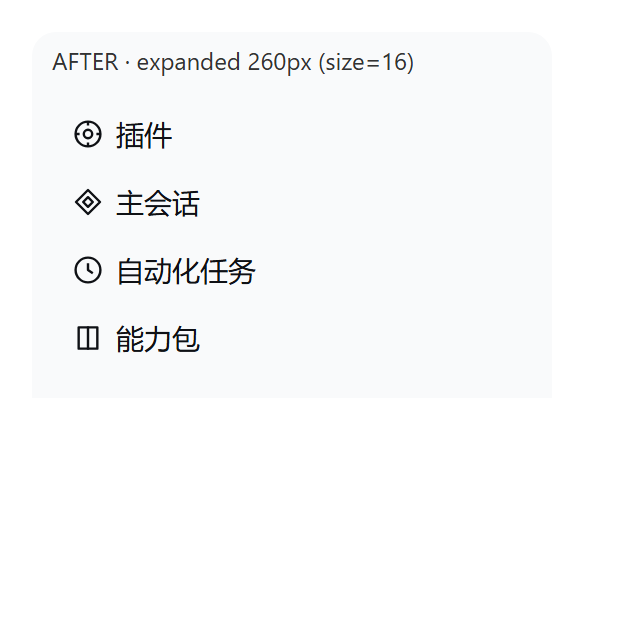 AFTER · expanded 260px (size=16)
插件
主会话
自动化任务
能力包